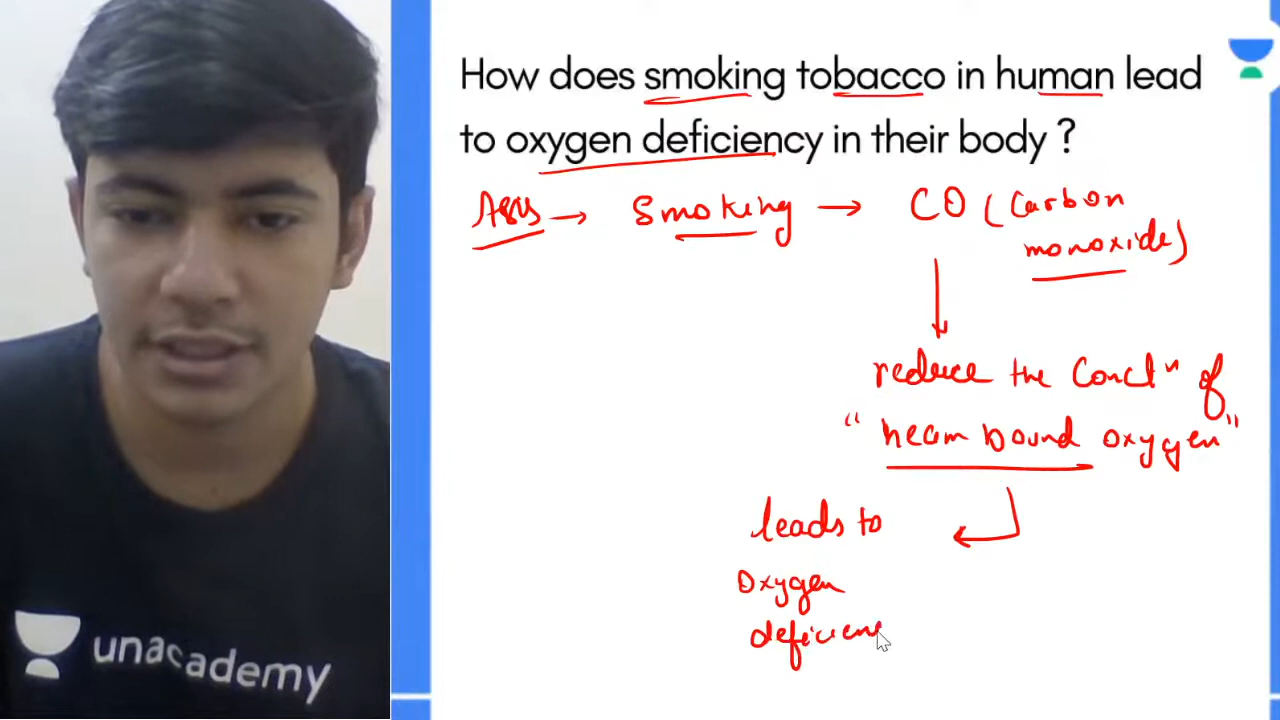 How does smoking tobacco in human lead
to oxygen deficiency in their body ?
Ans → Smoking → CO (Carbon
monoxide)
reduce the Conctⁿ of
"heam bound oxygen"
leads to
Oxygen
deficien
unacademy